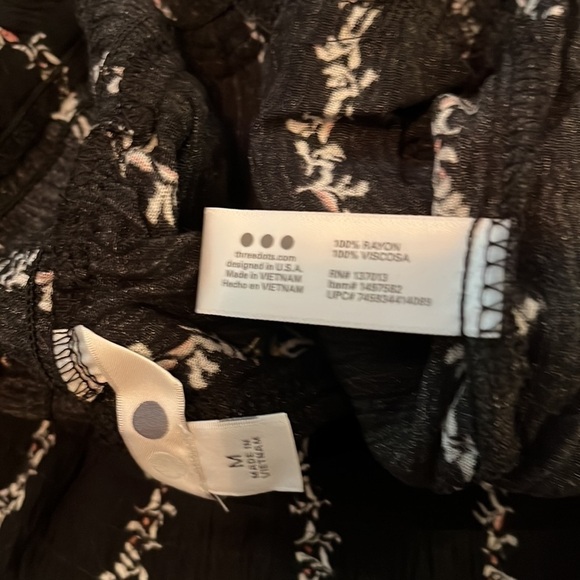 threedots.com
designed in U.S.A.
Made in VIETNAM
Hecho en VIETNAM
100% RAYON
100% VISCOSA
RN# 137013
Item# 1457582
UPC# 745834414089
M
MADE IN
VIETNAM